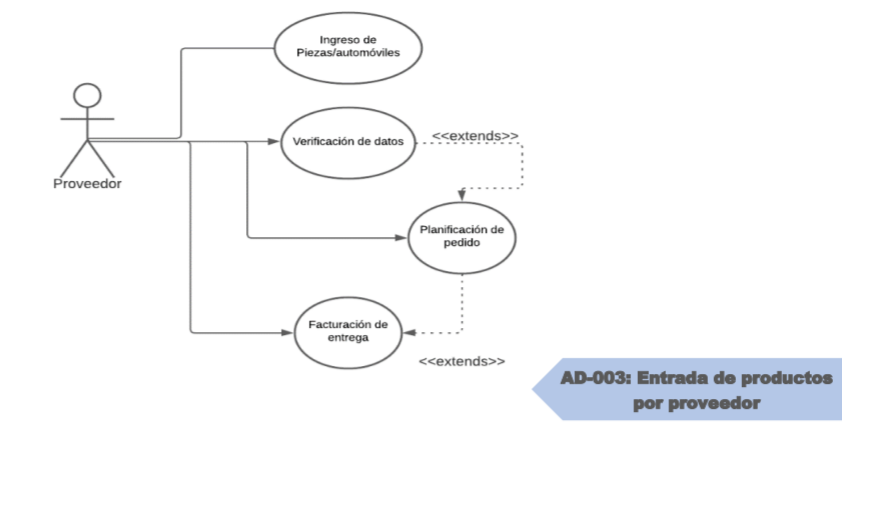 Ingreso de
Piezas/automóviles
Verificación de datos
<<extends>>
Proveedor
Planificación de
pedido
Facturación de
entrega
<<extends>>
AD-003: Entrada de productos
por proveedor